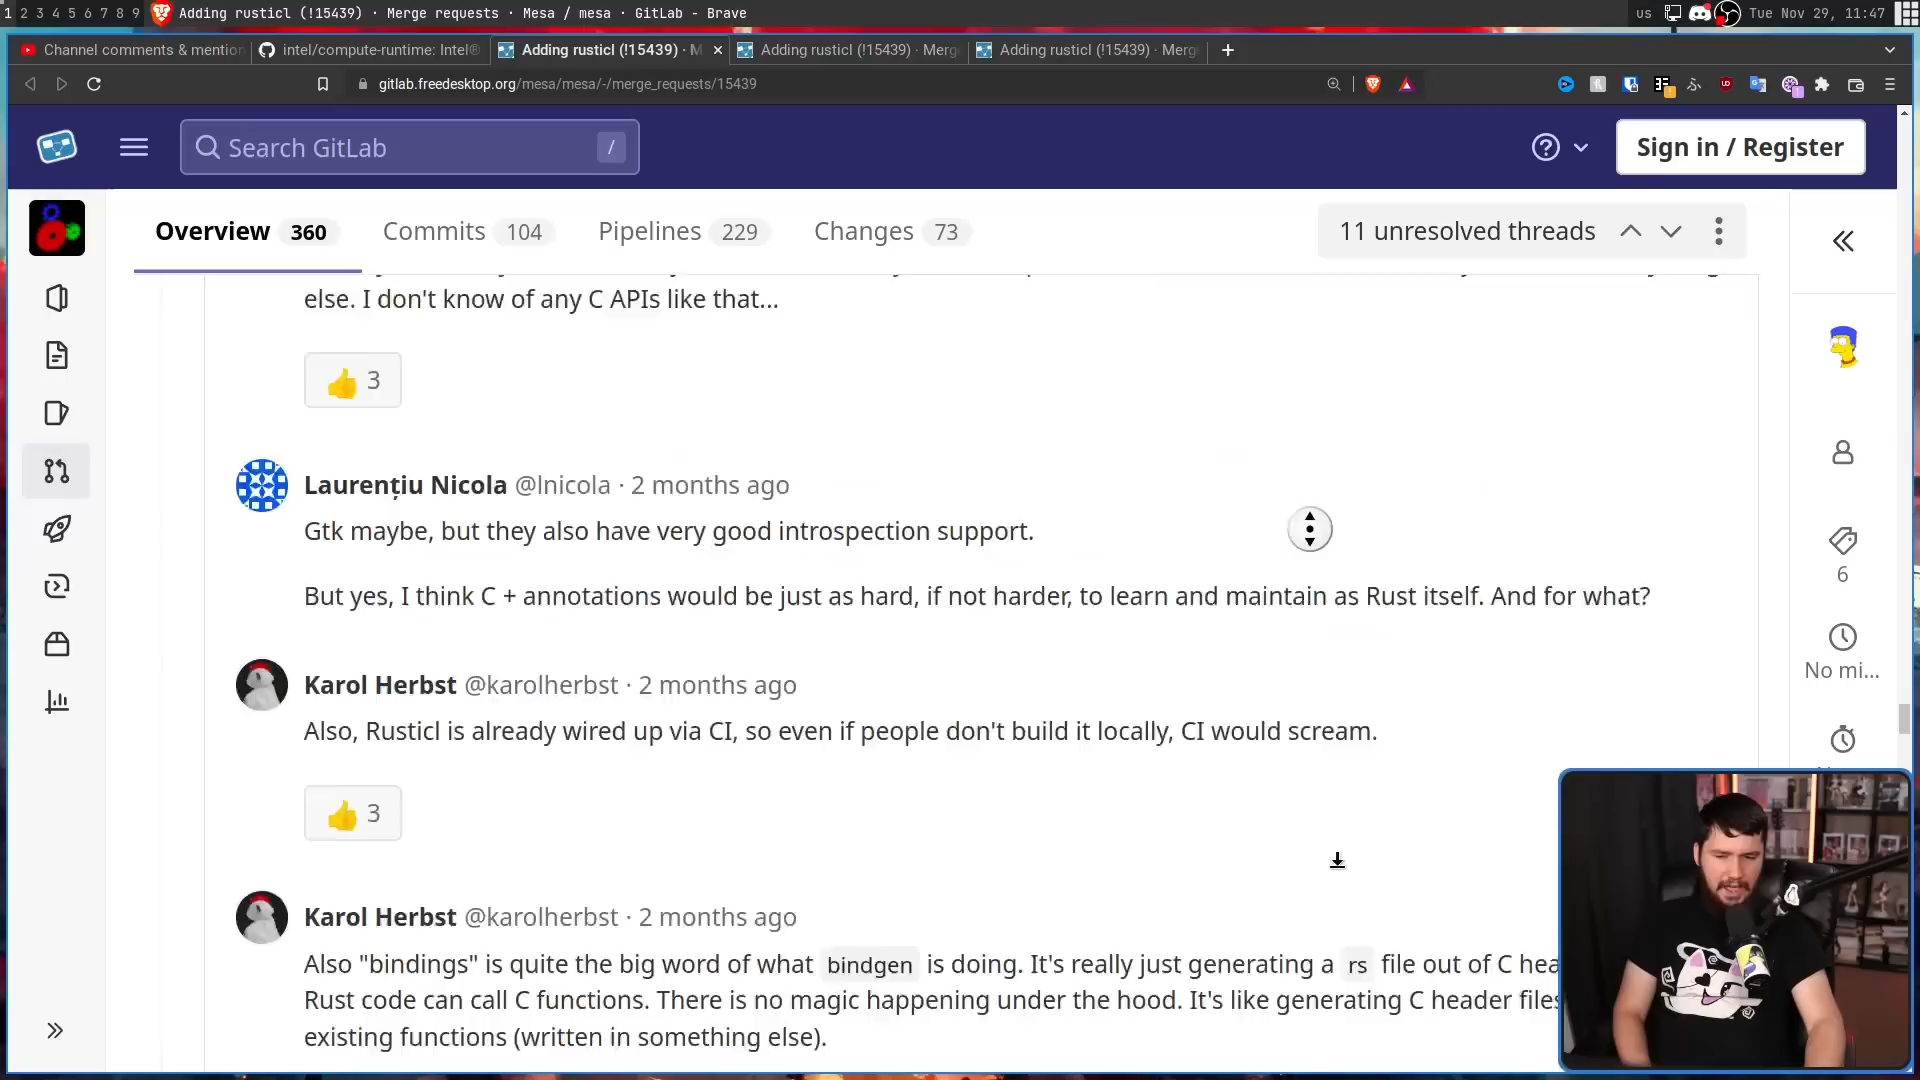 1 2 3 4 5 6 7 8 9 Adding rusticl (!15439) · Merge requests · Mesa / mesa · GitLab - Brave
us Tue Nov 29, 11:47
Channel comments & mention
intel/compute-runtime: Intel®
Adding rusticl (!15439) · M
Adding rusticl (!15439) · Merg
Adding rusticl (!15439) · Merg
gitlab.freedesktop.org/mesa/mesa/-/merge_requests/15439
Search GitLab /
Sign in / Register
Overview 360 Commits 104 Pipelines 229 Changes 73
11 unresolved threads
else. I don't know of any C APIs like that...
3
Laurențiu Nicola @lnicola · 2 months ago
Gtk maybe, but they also have very good introspection support.
But yes, I think C + annotations would be just as hard, if not harder, to learn and maintain as Rust itself. And for what?
Karol Herbst @karolherbst · 2 months ago
Also, Rusticl is already wired up via CI, so even if people don't build it locally, CI would scream.
3
Karol Herbst @karolherbst · 2 months ago
Also "bindings" is quite the big word of what bindgen is doing. It's really just generating a rs file out of C hea
Rust code can call C functions. There is no magic happening under the hood. It's like generating C header files
existing functions (written in something else).
6
No mi...